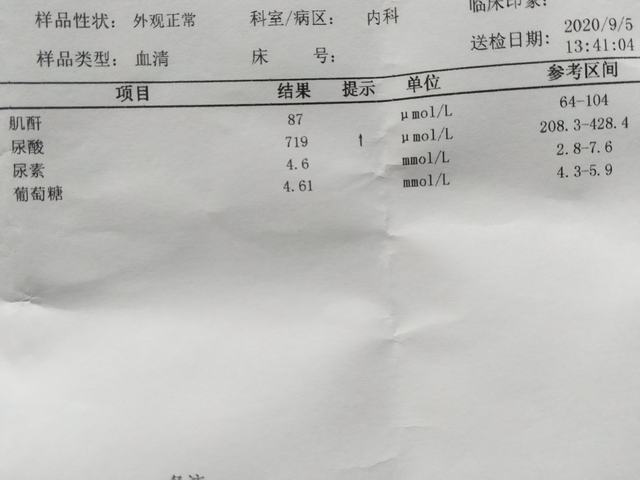 临床印象:
样品性状: 外观正常 科室/病区: 内科
送检日期: 2020/9/5 13:41:04
样品类型: 血清 床 号:
项目 结果 提示 单位 参考区间
肌酐 87 μmol/L 64-104
尿酸 719 ↑ μmol/L 208.3-428.4
尿素 4.6 mmol/L 2.8-7.6
葡萄糖 4.61 mmol/L 4.3-5.9